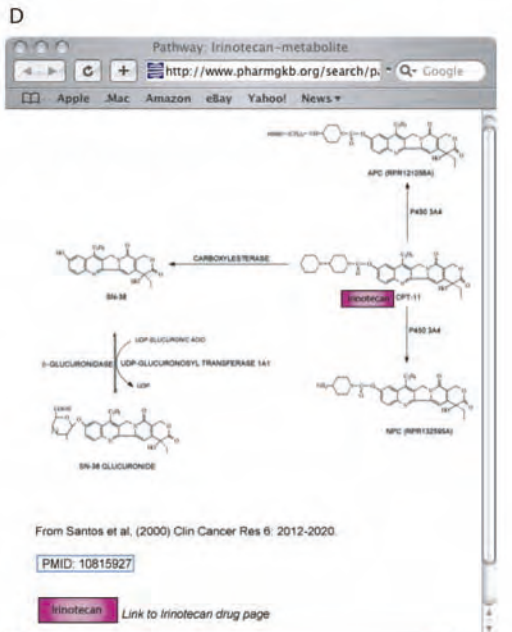 D
Pathway: Irinotecan-metabolite
http://www.pharmgkb.org/search/pa
Google
Apple Mac Amazon eBay Yahoo! News
APC (RPR121056A)
P450 3A4
CARBOXYLESTERASE
SN-38
Irinotecan CPT-11
UDP-GLUCURONIC ACID
P450 3A4
β-GLUCURONIDASE UDP-GLUCURONOSYL TRANSFERASE 1A1
UDP
NPC (RPR132595A)
SN-38 GLUCURONIDE
From Santos et al, (2000) Clin Cancer Res 6: 2012-2020.
PMID: 10815927
Irinotecan Link to Irinotecan drug page